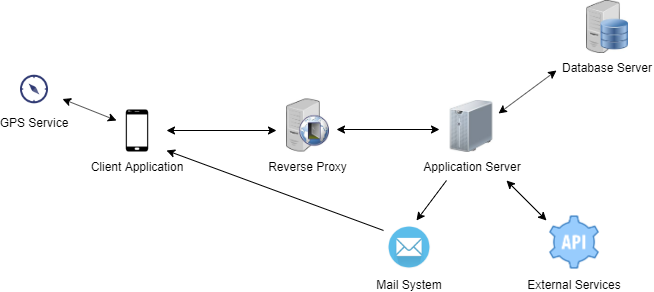 Database Server
GPS Service
Client Application
Reverse Proxy
Application Server
API
Mail System
External Services